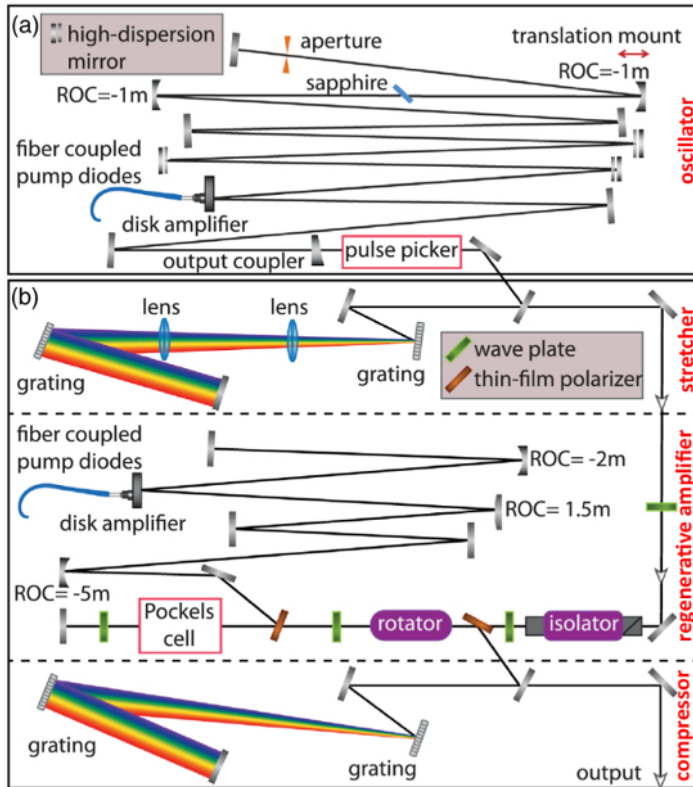 (a)
high-dispersion
mirror
aperture
translation mount
ROC=-1m
sapphire
ROC=-1m
fiber coupled
pump diodes
disk amplifier
output coupler
pulse picker
oscillator
(b)
lens
lens
grating
grating
wave plate
thin-film polarizer
stretcher
fiber coupled
pump diodes
disk amplifier
ROC= -2m
ROC= 1.5m
ROC= -5m
Pockels
cell
rotator
isolator
regenerative amplifier
grating
grating
output
compressor